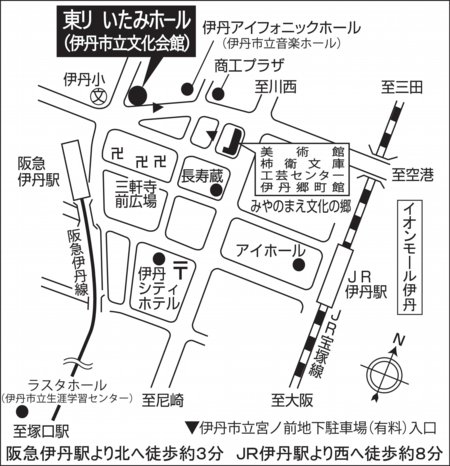 東リ いたみホール
(伊丹市立文化会館)
伊丹アイフォニックホール
(伊丹市立音楽ホール)
商工プラザ
伊丹小
文
至川西
至三田
美術館
柿衞文庫
工芸センター
伊丹郷町館
みやのまえ文化の郷
至空港
阪急
伊丹駅
卍 卍 卍
三軒寺
前広場
長寿蔵
イオンモール伊丹
アイホール
阪急伊丹線
伊丹
シティ
ホテル
〒
JR
伊丹駅
JR宝塚線
N
ラスタホール
(伊丹市立生涯学習センター)
至塚口駅
至尼崎
至大阪
▼伊丹市立宮ノ前地下駐車場(有料)入口
阪急伊丹駅より北へ徒歩約3分 JR伊丹駅より西へ徒歩約8分